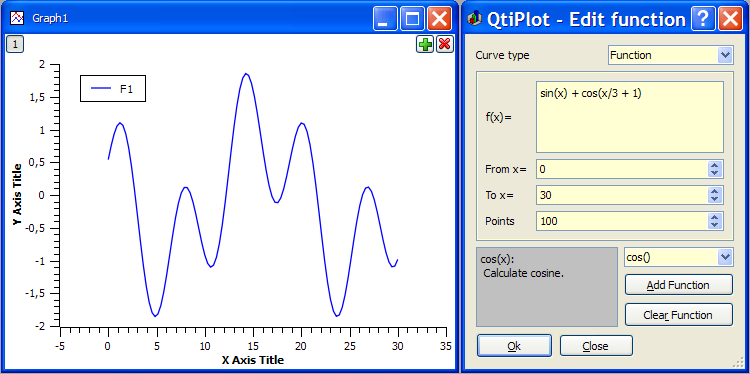 Graph1
1
2
1,5
1
0,5
0
-0,5
-1
-1,5
-2
Y Axis Title
F1
-5 0 5 10 15 20 25 30 35
X Axis Title
QtiPlot - Edit function
Curve type Function
f(x)= sin(x) + cos(x/3 + 1)
From x= 0
To x= 30
Points 100
cos(x):
Calculate cosine.
cos()
Add Function
Clear Function
Ok Close